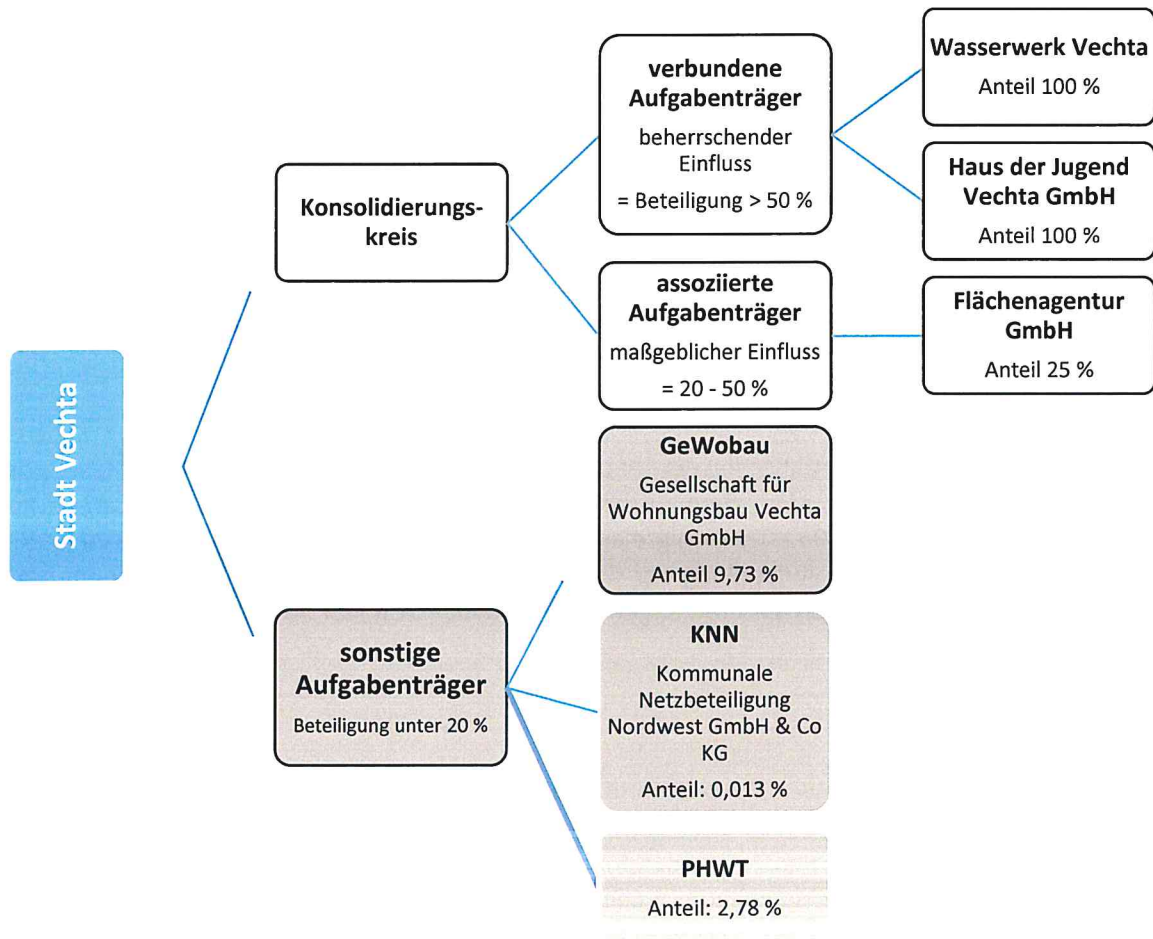 Stadt Vechta
Konsolidierungs-
kreis
verbundene
Aufgabenträger
beherrschender
Einfluss
= Beteiligung > 50 %
Wasserwerk Vechta
Anteil 100 %
Haus der Jugend
Vechta GmbH
Anteil 100 %
assoziierte
Aufgabenträger
maßgeblicher Einfluss
= 20 - 50 %
Flächenagentur
GmbH
Anteil 25 %
sonstige
Aufgabenträger
Beteiligung unter 20 %
GeWobau
Gesellschaft für
Wohnungsbau Vechta
GmbH
Anteil 9,73 %
KNN
Kommunale
Netzbeteiligung
Nordwest GmbH & Co
KG
Anteil: 0,013 %
PHWT
Anteil: 2,78 %